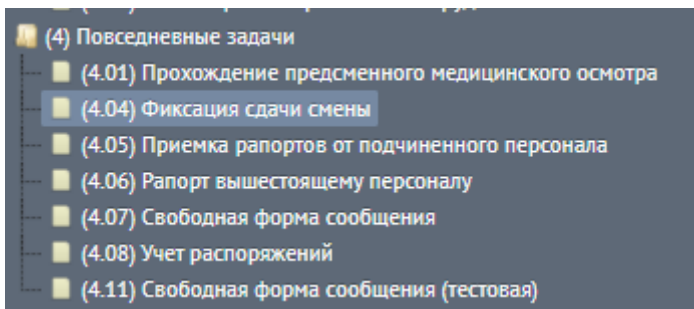 (4) Повседневные задачи
(4.01) Прохождение предсменного медицинского осмотра
(4.04) Фиксация сдачи смены
(4.05) Приемка рапортов от подчиненного персонала
(4.06) Рапорт вышестоящему персоналу
(4.07) Свободная форма сообщения
(4.08) Учет распоряжений
(4.11) Свободная форма сообщения (тестовая)